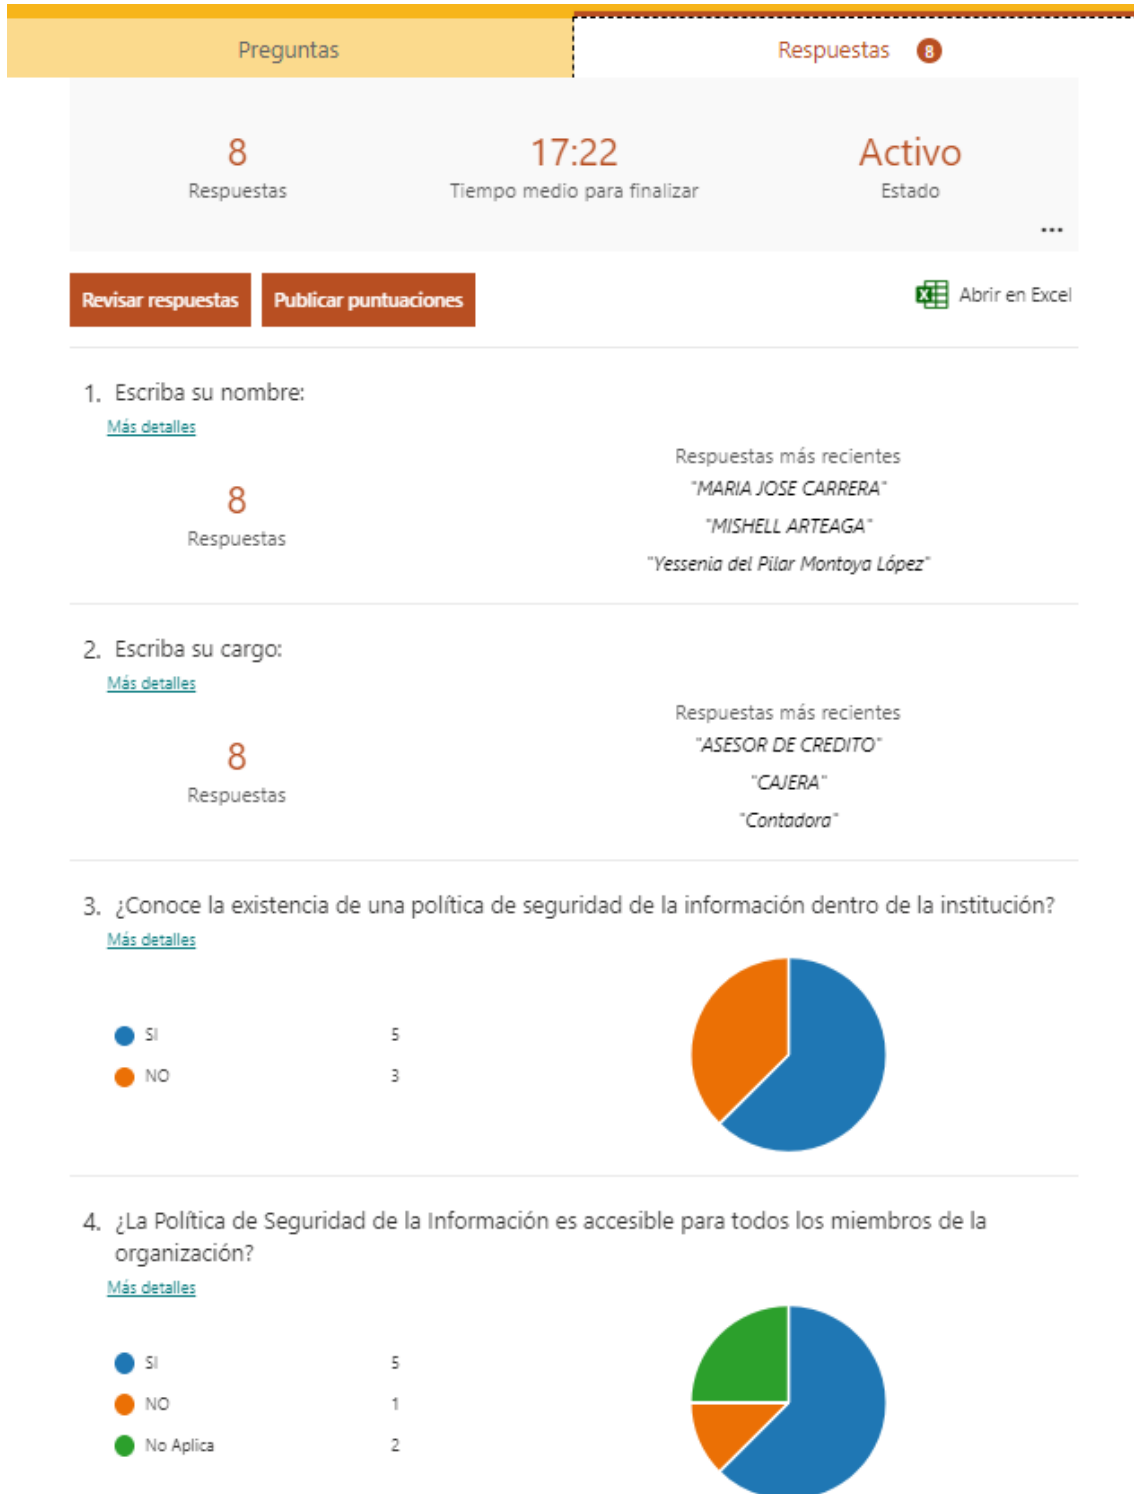 Preguntas
Respuestas 8
8
Respuestas
17:22
Tiempo medio para finalizar
Activo
Estado
...
Revisar respuestas
Publicar puntuaciones
Abrir en Excel
1. Escriba su nombre:
Más detalles
8
Respuestas
Respuestas más recientes
"MARIA JOSE CARRERA"
"MISHELL ARTEAGA"
"Yessenia del Pilar Montoya López"
2. Escriba su cargo:
Más detalles
8
Respuestas
Respuestas más recientes
"ASESOR DE CREDITO"
"CAJERA"
"Contadora"
3. ¿Conoce la existencia de una política de seguridad de la información dentro de la institución?
Más detalles
SI 5
NO 3
4. ¿La Política de Seguridad de la Información es accesible para todos los miembros de la
organización?
Más detalles
SI 5
NO 1
No Aplica 2